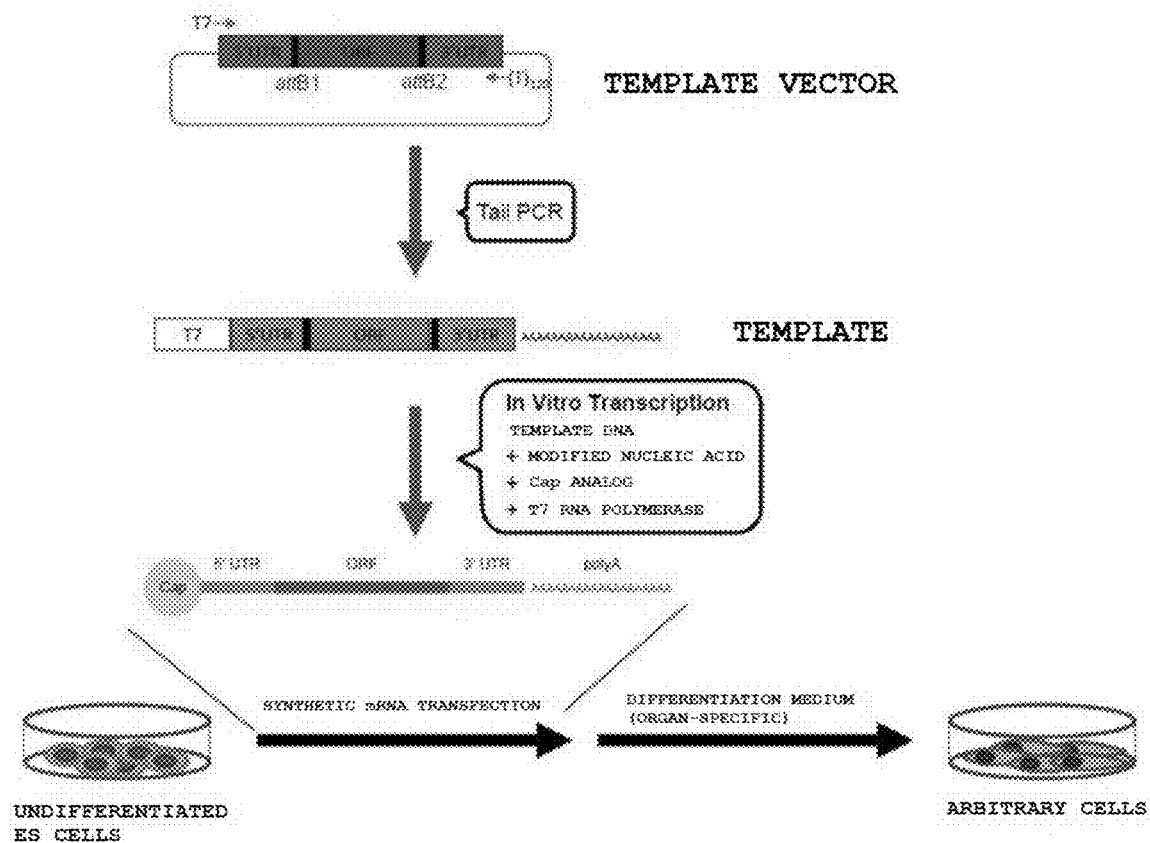 T7
attB1
attB2
TEMPLATE VECTOR
Tail PCR
T7
TEMPLATE
In Vitro Transcription
TEMPLATE DNA
+ MODIFIED NUCLEIC ACID
+ Cap ANALOG
+ T7 RNA POLYMERASE
5' UTR
ORF
3' UTR
polyA
Cap
SYNTHETIC mRNA TRANSFECTION
DIFFERENTIATION MEDIUM
(ORGAN-SPECIFIC)
UNDIFFERENTIATED
ES CELLS
ARBITRARY CELLS